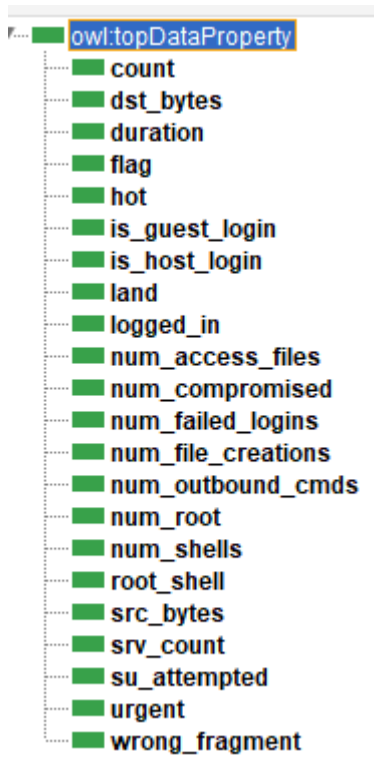 owl:topDataProperty
count
dst_bytes
duration
flag
hot
is_guest_login
is_host_login
land
logged_in
num_access_files
num_compromised
num_failed_logins
num_file_creations
num_outbound_cmds
num_root
num_shells
root_shell
src_bytes
srv_count
su_attempted
urgent
wrong_fragment